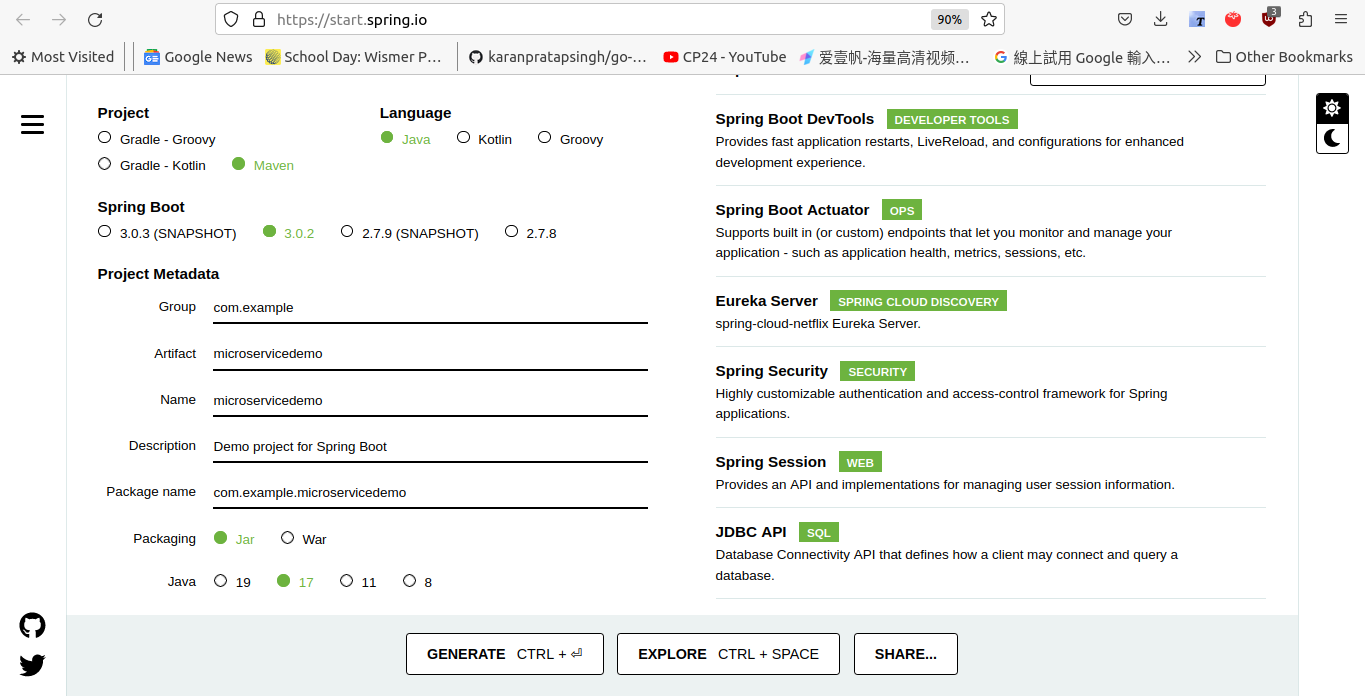 https://start.spring.io
90%
3
Most Visited
Google News
School Day: Wismer P…
karanpratapsingh/go-…
CP24 - YouTube
爱壹帆-海量高清视频…
線上試用 Google 輸入…
Other Bookmarks
Project
Gradle - Groovy
Gradle - Kotlin
Maven
Language
Java
Kotlin
Groovy
Spring Boot
3.0.3 (SNAPSHOT)
3.0.2
2.7.9 (SNAPSHOT)
2.7.8
Project Metadata
Group
com.example
Artifact
microservicedemo
Name
microservicedemo
Description
Demo project for Spring Boot
Package name
com.example.microservicedemo
Packaging
Jar
War
Java
19
17
11
8
Spring Boot DevTools
DEVELOPER TOOLS
Provides fast application restarts, LiveReload, and configurations for enhanced
development experience.
Spring Boot Actuator
OPS
Supports built in (or custom) endpoints that let you monitor and manage your
application - such as application health, metrics, sessions, etc.
Eureka Server
SPRING CLOUD DISCOVERY
spring-cloud-netflix Eureka Server.
Spring Security
SECURITY
Highly customizable authentication and access-control framework for Spring
applications.
Spring Session
WEB
Provides an API and implementations for managing user session information.
JDBC API
SQL
Database Connectivity API that defines how a client may connect and query a
database.
GENERATE CTRL + ⏎
EXPLORE CTRL + SPACE
SHARE...